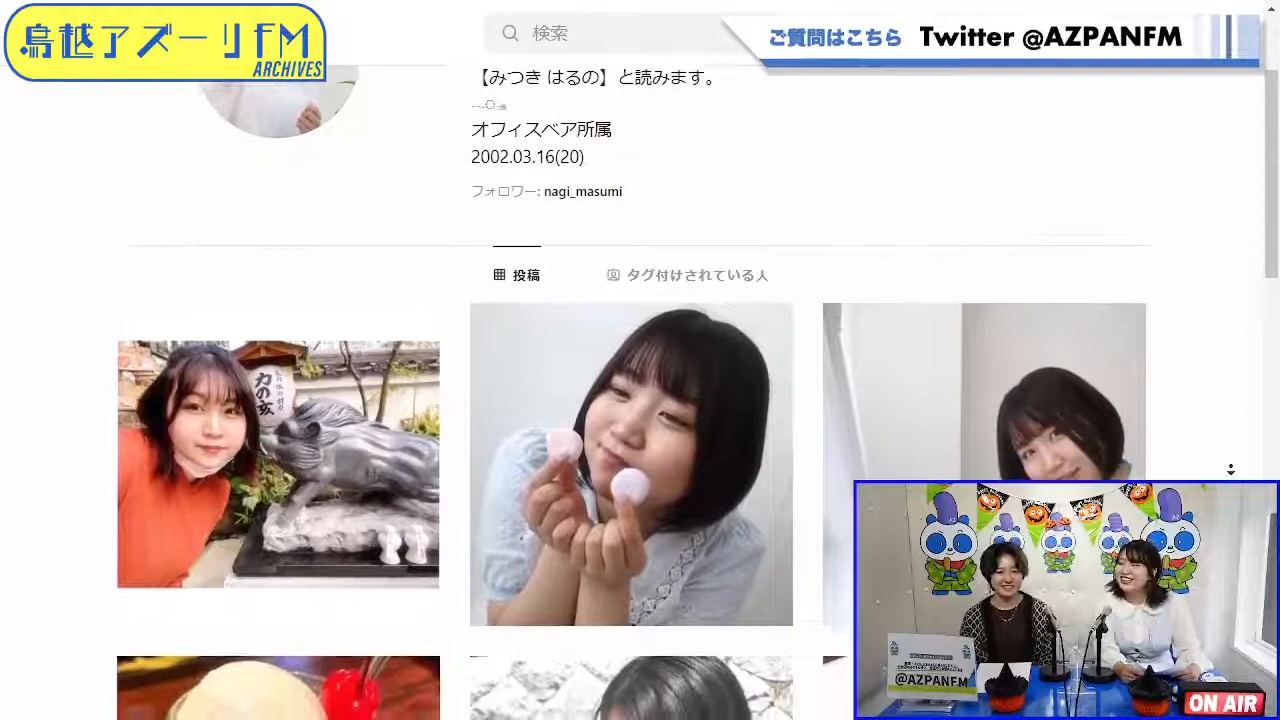 鳥越アズーリFM
ARCHIVES
検索
ご質問はこちら Twitter @AZPANFM
【みつき はるの】と読みます。
オフィスベア所属
2002.03.16(20)
フォロワー: nagi_masumi
投稿
タグ付けされている人
力の亥
@AZPANFM
ON AIR